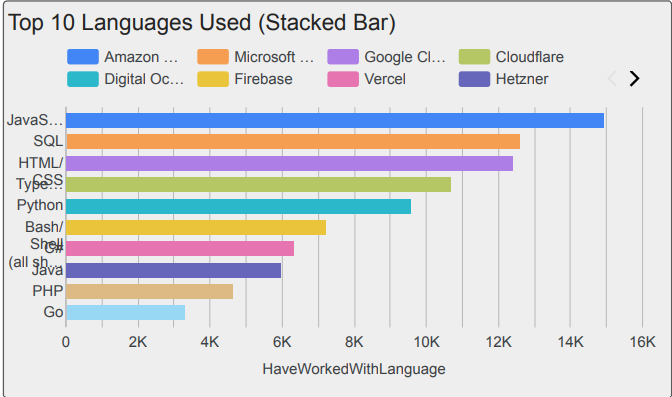 Top 10 Languages Used (Stacked Bar)
Amazon ... Microsoft ... Google Cl... Cloudflare
Digital Oc... Firebase Vercel Hetzner
JavaS...
SQL
HTML/
CSS
Type...
Python
Bash/
Shell
(all sh...
C#
Java
PHP
Go
0 2K 4K 6K 8K 10K 12K 14K 16K
HaveWorkedWithLanguage